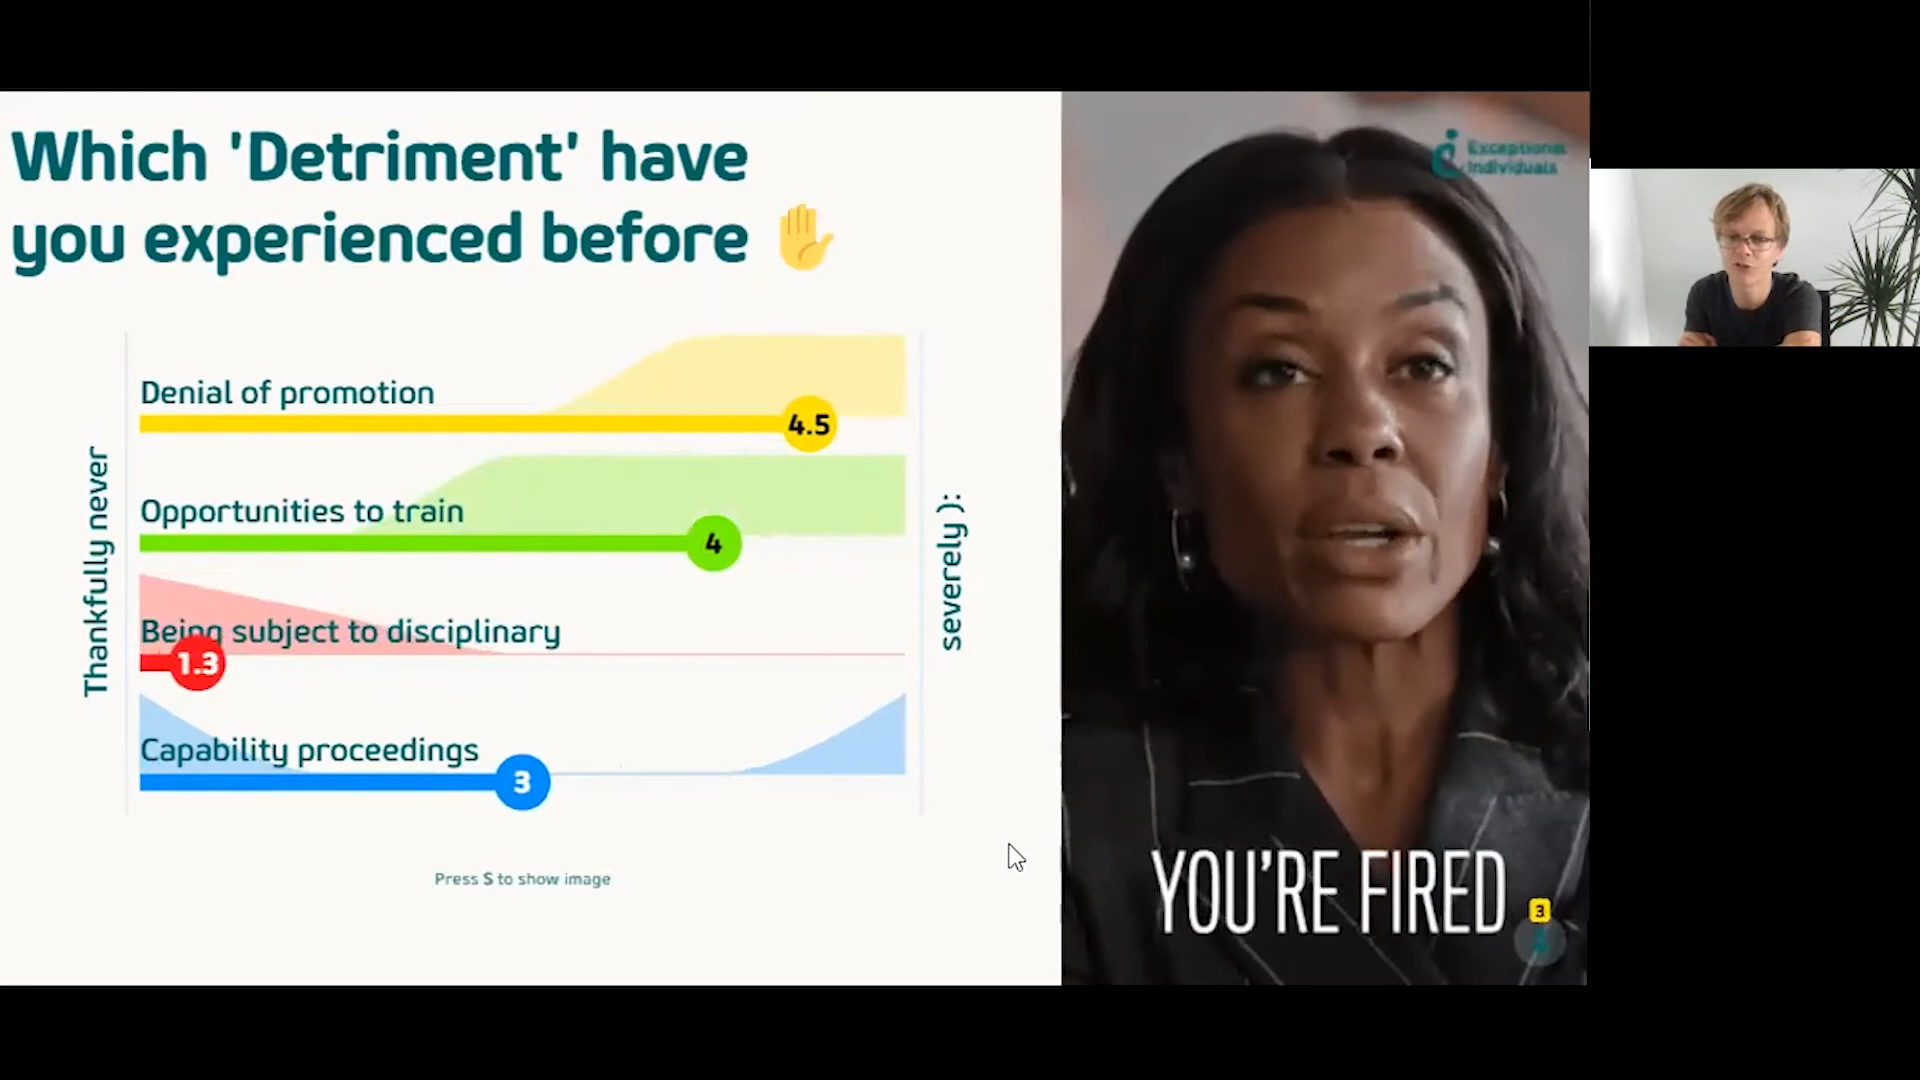 Which 'Detriment' have
you experienced before
Thankfully never
Denial of promotion
4.5
Opportunities to train
4
Being subject to disciplinary
1.3
Capability proceedings
3
severely ):
Press S to show image
Exceptional
Individuals
YOU'RE FIRED
3